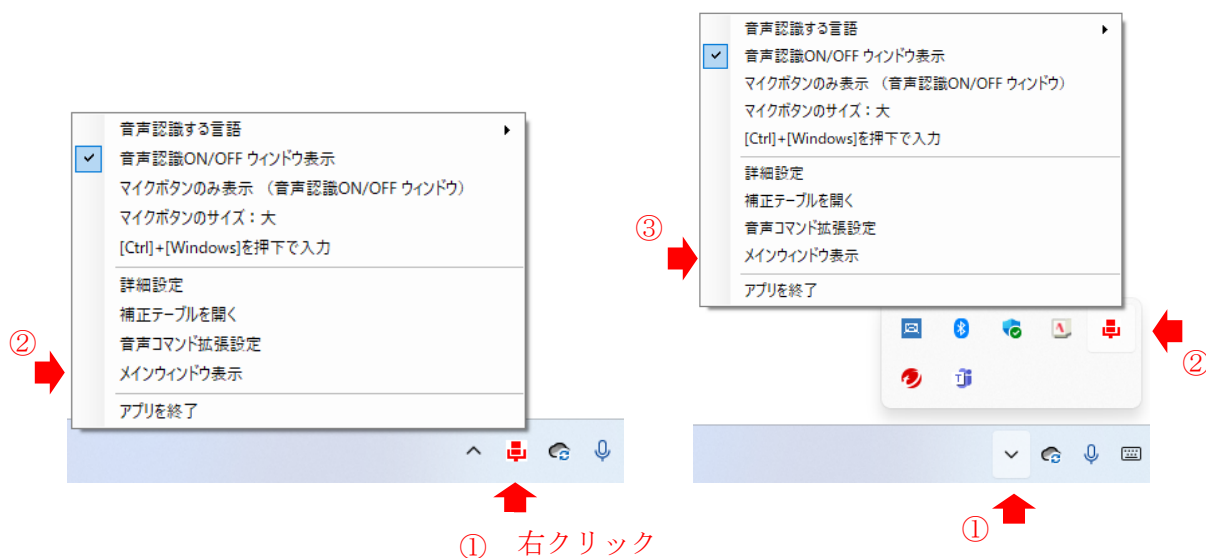 音声認識する言語
音声認識ON/OFF ウィンドウ表示
マイクボタンのみ表示 （音声認識ON/OFF ウィンドウ）
マイクボタンのサイズ：大
[Ctrl]+[Windows]を押下で入力
詳細設定
補正テーブルを開く
音声コマンド拡張設定
②
メインウィンドウ表示
アプリを終了
① 右クリック
音声認識する言語
音声認識ON/OFF ウィンドウ表示
マイクボタンのみ表示 （音声認識ON/OFF ウィンドウ）
マイクボタンのサイズ：大
[Ctrl]+[Windows]を押下で入力
詳細設定
補正テーブルを開く
音声コマンド拡張設定
③
メインウィンドウ表示
アプリを終了
②
①